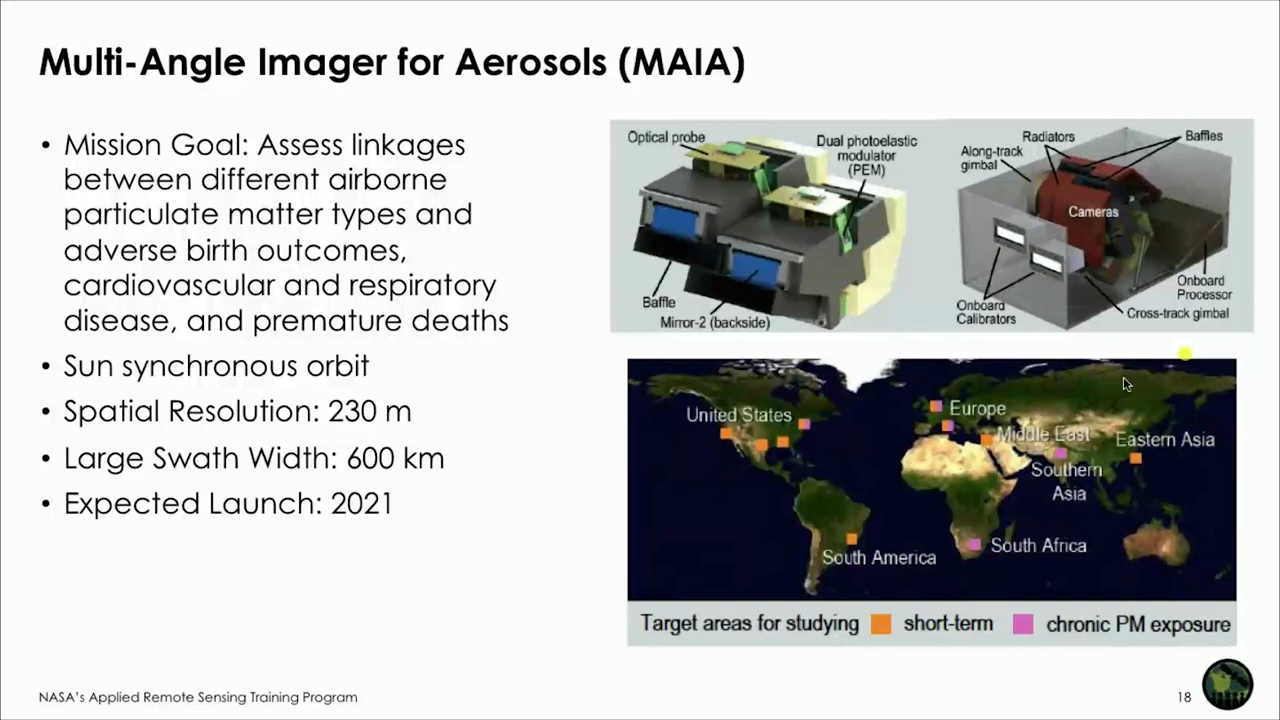 Multi-Angle Imager for Aerosols (MAIA)
• Mission Goal: Assess linkages
between different airborne
particulate matter types and
adverse birth outcomes,
cardiovascular and respiratory
disease, and premature deaths
• Sun synchronous orbit
• Spatial Resolution: 230 m
• Large Swath Width: 600 km
• Expected Launch: 2021
Optical probe
Dual photoelastic
modulator
(PEM)
Baffle
Mirror-2 (backside)
Radiators
Baffles
Along-track
gimbal
Cameras
Onboard
Processor
Onboard
Calibrators
Cross-track gimbal
United States
Europe
Middle East
Eastern Asia
Southern
Asia
South America
South Africa
Target areas for studying short-term chronic PM exposure
NASA's Applied Remote Sensing Training Program
18